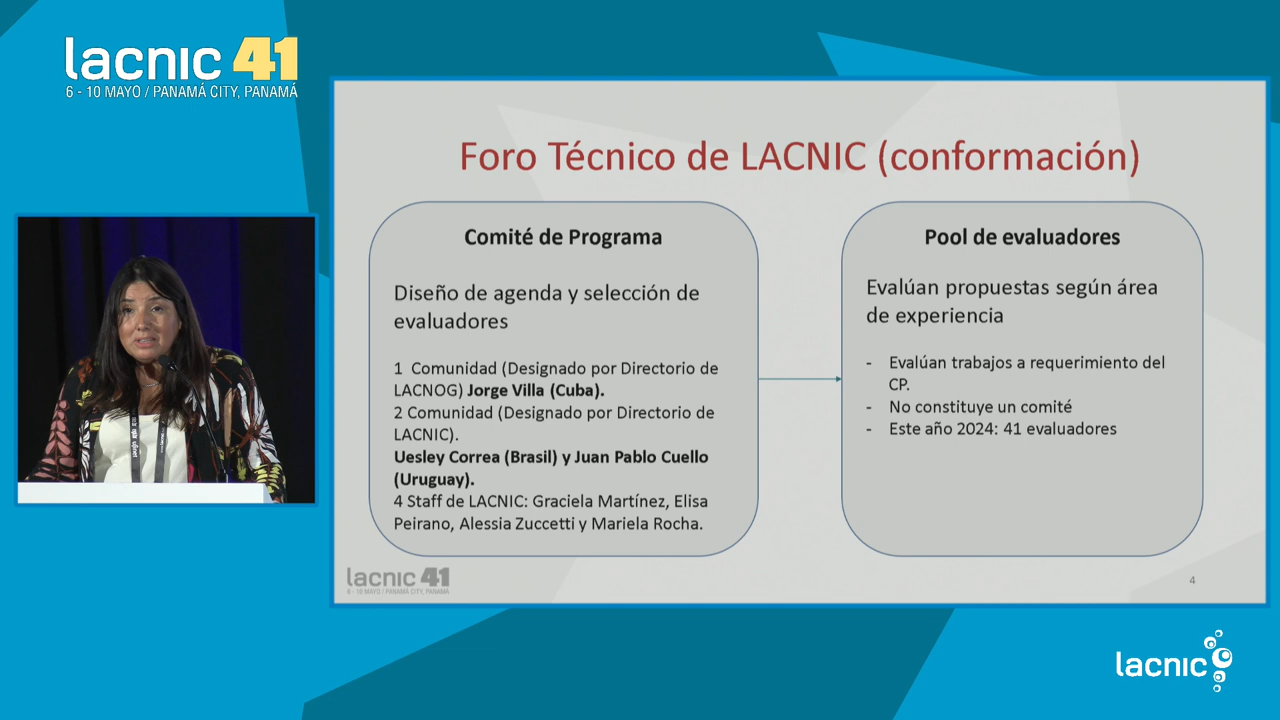 lacnic 41
6 - 10 MAYO / PANAMÁ CITY, PANAMÁ
Foro Técnico de LACNIC (conformación)
Comité de Programa
Diseño de agenda y selección de
evaluadores
1 Comunidad (Designado por Directorio de
LACNOG) Jorge Villa (Cuba).
2 Comunidad (Designado por Directorio de
LACNIC).
Uesley Correa (Brasil) y Juan Pablo Cuello
(Uruguay).
4 Staff de LACNIC: Graciela Martínez, Elisa
Peirano, Alessia Zuccetti y Mariela Rocha.
Pool de evaluadores
Evalúan propuestas según área
de experiencia
- Evalúan trabajos a requerimiento del
CP.
- No constituye un comité
- Este año 2024: 41 evaluadores
lacnic 41
6 - 10 MAYO / PANAMÁ CITY, PANAMÁ
4
lacnic